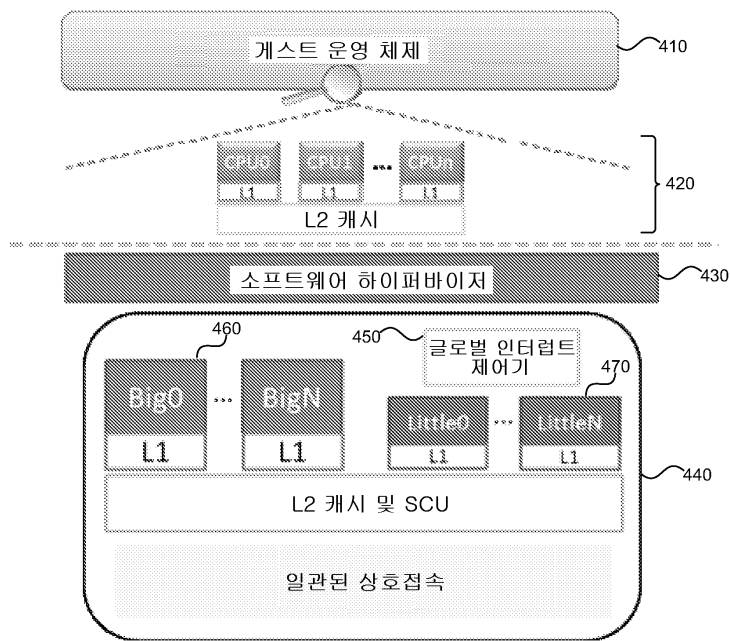 게스트 운영 체제
410
CPU0 CPU1 ... CPUn
L1 L1 L1
L2 캐시
420
소프트웨어 하이퍼바이저
430
460
450
글로벌 인터럽트
제어기
470
Big0 ... BigN
Little0 ... LittleN
L1 L1 L1 L1
L2 캐시 및 SCU
440
일관된 상호접속